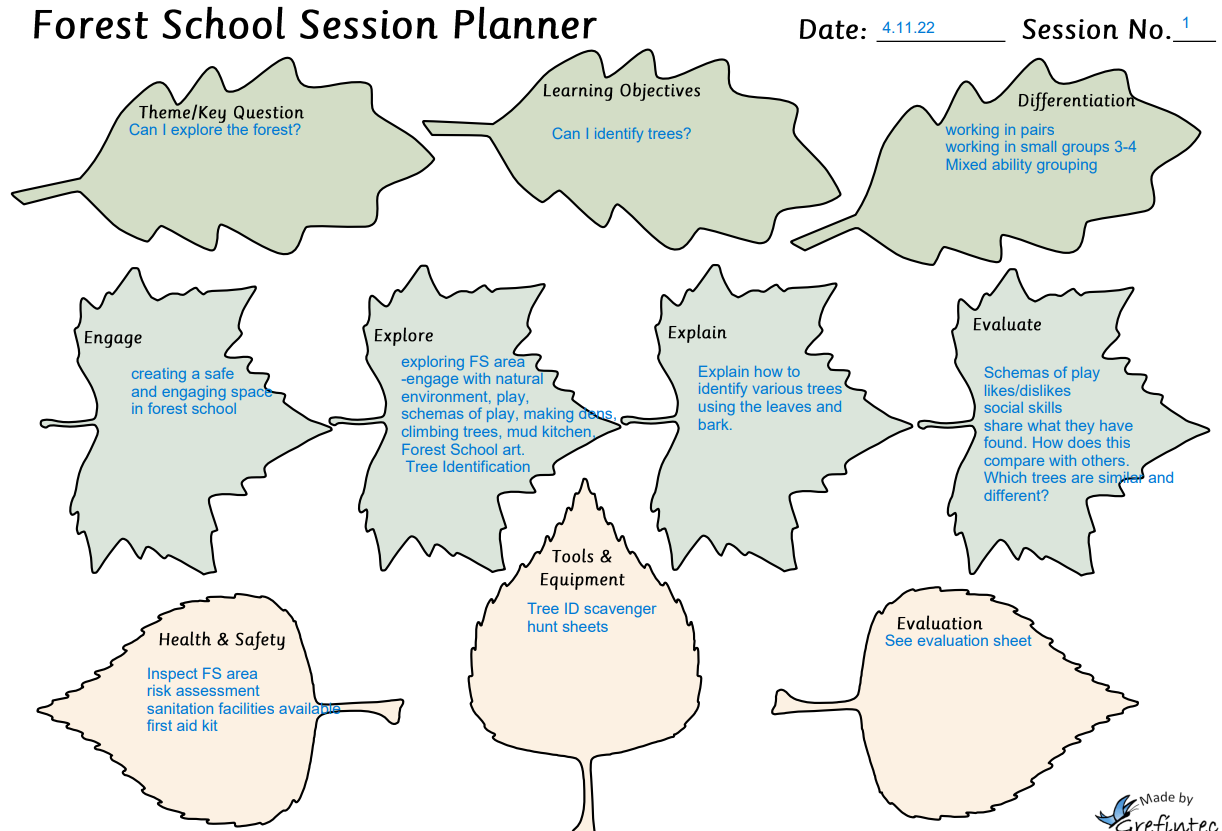 Forest School Session Planner
Date: 4.11.22 Session No. 1
Theme/Key Question
Can I explore the forest?
Learning Objectives
Can I identify trees?
Differentiation
working in pairs
working in small groups 3-4
Mixed ability grouping
Engage
creating a safe
and engaging space
in forest school
Explore
exploring FS area
-engage with natural
environment, play,
schemas of play, making dens,
climbing trees, mud kitchen,
Forest School art.
Tree Identification
Explain
Explain how to
identify various trees
using the leaves and
bark.
Evaluate
Schemas of play
likes/dislikes
social skills
share what they have
found. How does this
compare with others.
Which trees are similar and
different?
Health & Safety
Inspect FS area
risk assessment
sanitation facilities available
first aid kit
Tools &
Equipment
Tree ID scavenger
hunt sheets
Evaluation
See evaluation sheet
Made by